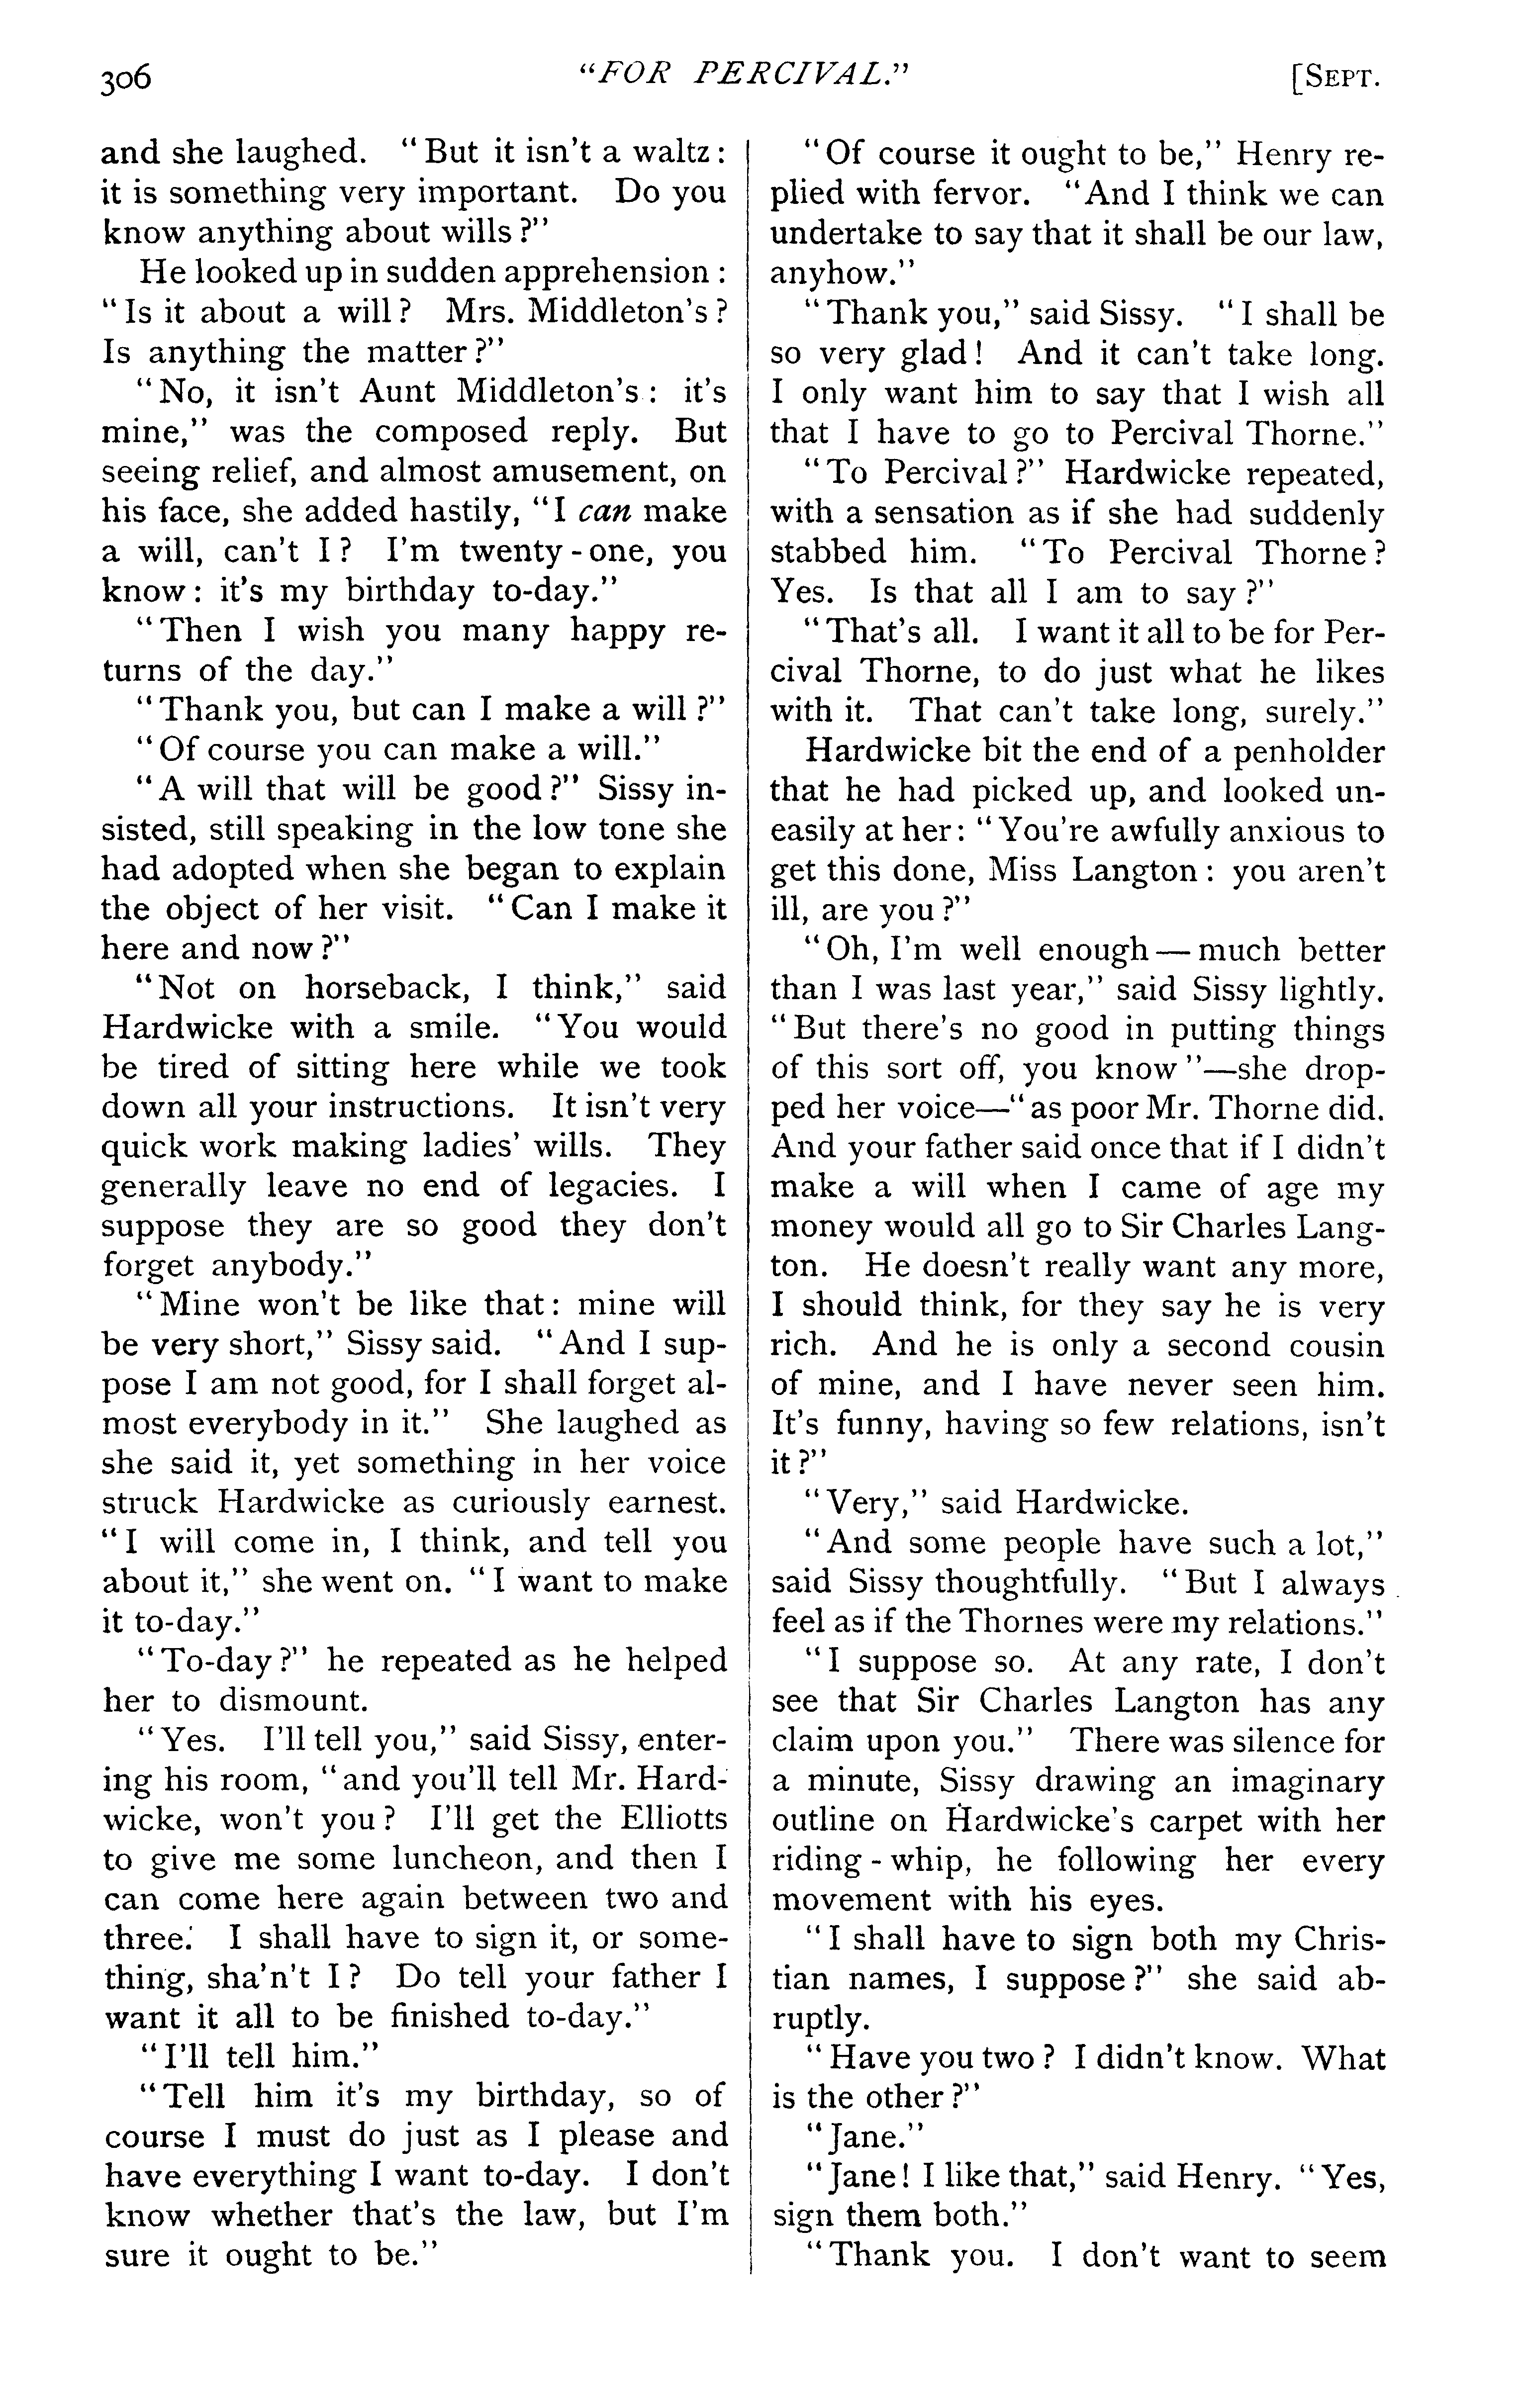 306
"FOR PERCIVAL."
[SEPT.
and she laughed. "But it isn't a waltz:
it is something very important. Do you
know anything about wills?"
He looked up in sudden apprehension:
"Is it about a will? Mrs. Middleton's?
Is anything the matter?"
"No, it isn't Aunt Middleton's: it's
mine," was the composed reply. But
seeing relief, and almost amusement, on
his face, she added hastily, "I can make
a will, can't I? I'm twenty-one, you
know: it's my birthday to-day."
"Then I wish you many happy re-
turns of the day."
"Thank you, but can I make a will?"
"Of course you can make a will."
"A will that will be good?" Sissy in-
sisted, still speaking in the low tone she
had adopted when she began to explain
the object of her visit. "Can I make it
here and now?"
"Not on horseback, I think," said
Hardwicke with a smile. "You would
be tired of sitting here while we took
down all your instructions. It isn't very
quick work making ladies' wills. They
generally leave no end of legacies. I
suppose they are so good they don't
forget anybody."
"Mine won't be like that: mine will
be very short," Sissy said. "And I sup-
pose I am not good, for I shall forget al-
most everybody in it." She laughed as
she said it, yet something in her voice
struck Hardwicke as curiously earnest.
"I will come in, I think, and tell you
about it," she went on. "I want to make
it to-day."
"To-day?" he repeated as he helped
her to dismount.
"Yes. I'll tell you," said Sissy, enter-
ing his room, "and you'll tell Mr. Hard-
wicke, won't you? I'll get the Elliotts
to give me some luncheon, and then I
can come here again between two and
three. I shall have to sign it, or some-
thing, sha'n't I? Do tell your father I
want it all to be finished to-day."
"I'll tell him."
"Tell him it's my birthday, so of
course I must do just as I please and
have everything I want to-day. I don't
know whether that's the law, but I'm
sure it ought to be."
"Of course it ought to be," Henry re-
plied with fervor. "And I think we can
undertake to say that it shall be our law,
anyhow."
"Thank you," said Sissy. "I shall be
so very glad! And it can't take long.
I only want him to say that I wish all
that I have to go to Percival Thorne."
"To Percival?" Hardwicke repeated,
with a sensation as if she had suddenly
stabbed him. "To Percival Thorne?
Yes. Is that all I am to say?"
"That's all. I want it all to be for Per-
cival Thorne, to do just what he likes
with it. That can't take long, surely."
Hardwicke bit the end of a penholder
that he had picked up, and looked un-
easily at her: "You're awfully anxious to
get this done, Miss Langton: you aren't
ill, are you?"
"Oh, I'm well enough—much better
than I was last year," said Sissy lightly.
"But there's no good in putting things
of this sort off, you know"—she drop-
ped her voice—"as poor Mr. Thorne did.
And your father said once that if I didn't
make a will when I came of age my
money would all go to Sir Charles Lang-
ton. He doesn't really want any more,
I should think, for they say he is very
rich. And he is only a second cousin
of mine, and I have never seen him.
It's funny, having so few relations, isn't
it?"
"Very," said Hardwicke.
"And some people have such a lot,"
said Sissy thoughtfully. "But I always
feel as if the Thornes were my relations."
"I suppose so. At any rate, I don't
see that Sir Charles Langton has any
claim upon you." There was silence for
a minute, Sissy drawing an imaginary
outline on Hardwicke's carpet with her
riding-whip, he following her every
movement with his eyes.
"I shall have to sign both my Chris-
tian names, I suppose?" she said ab-
ruptly.
"Have you two? I didn't know. What
is the other?"
"Jane."
"Jane! I like that," said Henry. "Yes,
sign them both."
"Thank you. I don't want to seem